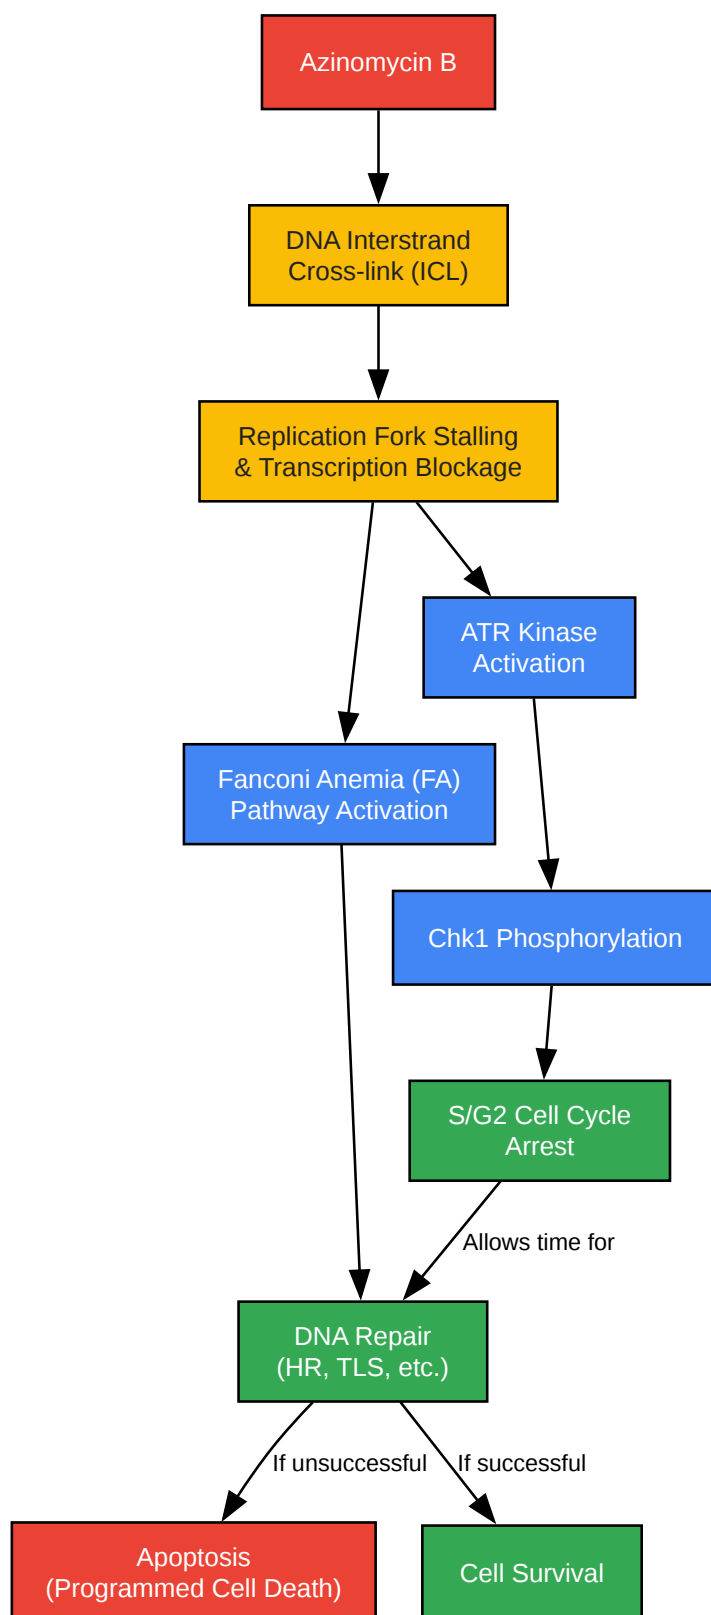 Azinomycin B
DNA Interstrand
Cross-link (ICL)
Replication Fork Stalling
& Transcription Blockage
ATR Kinase
Activation
Fanconi Anemia (FA)
Pathway Activation
Chk1 Phosphorylation
S/G2 Cell Cycle
Arrest
Allows time for
DNA Repair
(HR, TLS, etc.)
If unsuccessful
If successful
Apoptosis
(Programmed Cell Death)
Cell Survival